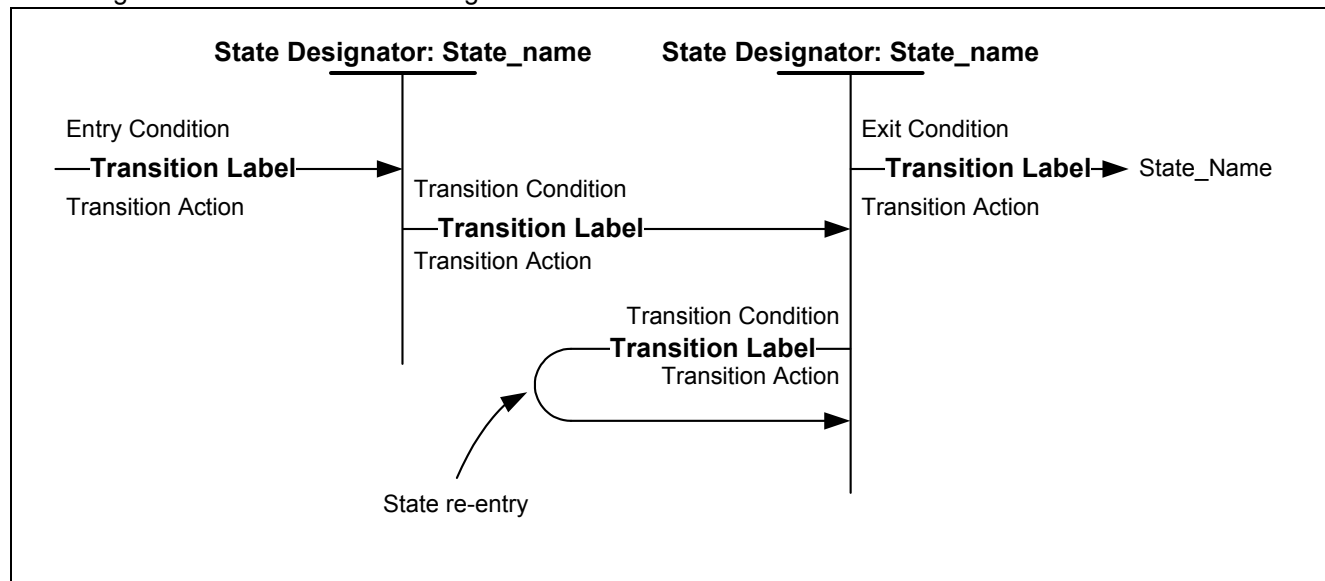 State Designator: State_name
State Designator: State_name
Entry Condition
Transition Label
Transition Action
Transition Condition
Transition Label
Transition Action
Exit Condition
Transition Label
State_Name
Transition Action
Transition Condition
Transition Label
Transition Action
State re-entry